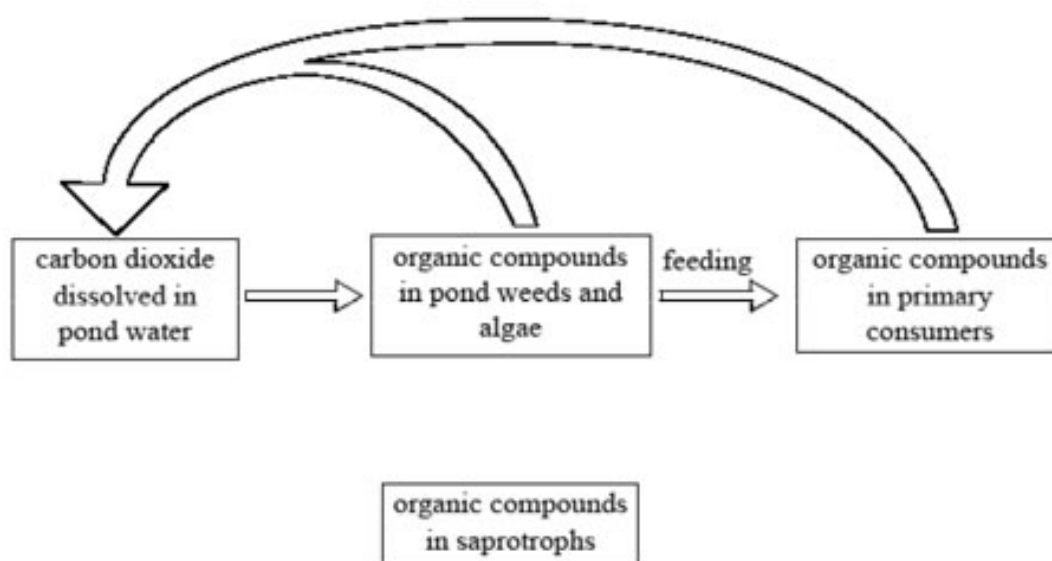 carbon dioxide
dissolved in
pond water
organic compounds
in pond weeds and
algae
feeding
organic compounds
in primary
consumers
organic compounds
in saprotrophs